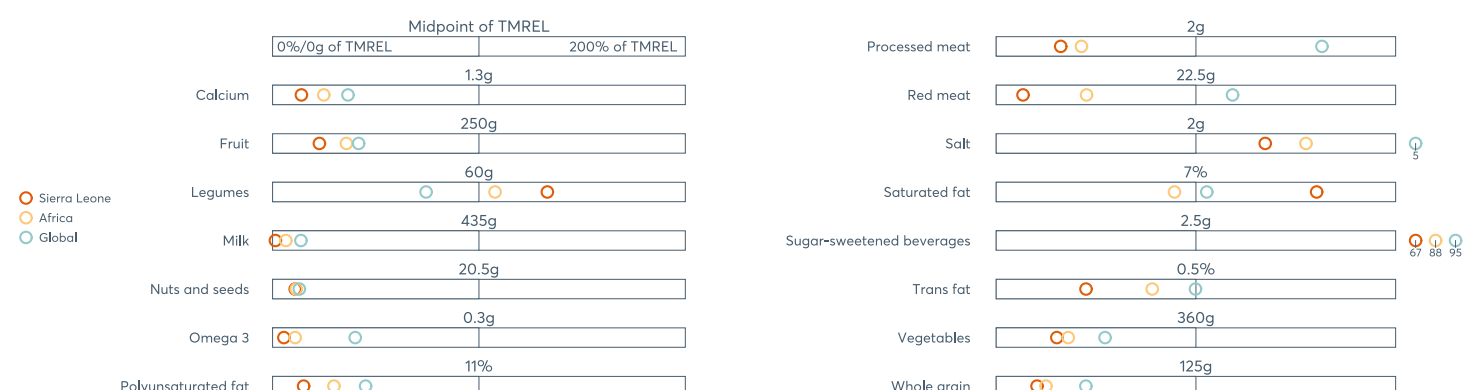 Midpoint of TMREL
0%/0g of TMREL 200% of TMREL
1.3g
Calcium
250g
Fruit
60g
Legumes
435g
Milk
20.5g
Nuts and seeds
0.3g
Omega 3
11%
Polyunsaturated fat
Sierra Leone
Africa
Global
2g
Processed meat
22.5g
Red meat
2g
Salt
5
7%
Saturated fat
2.5g
Sugar-sweetened beverages
67 88 95
0.5%
Trans fat
360g
Vegetables
125g
Whole grain